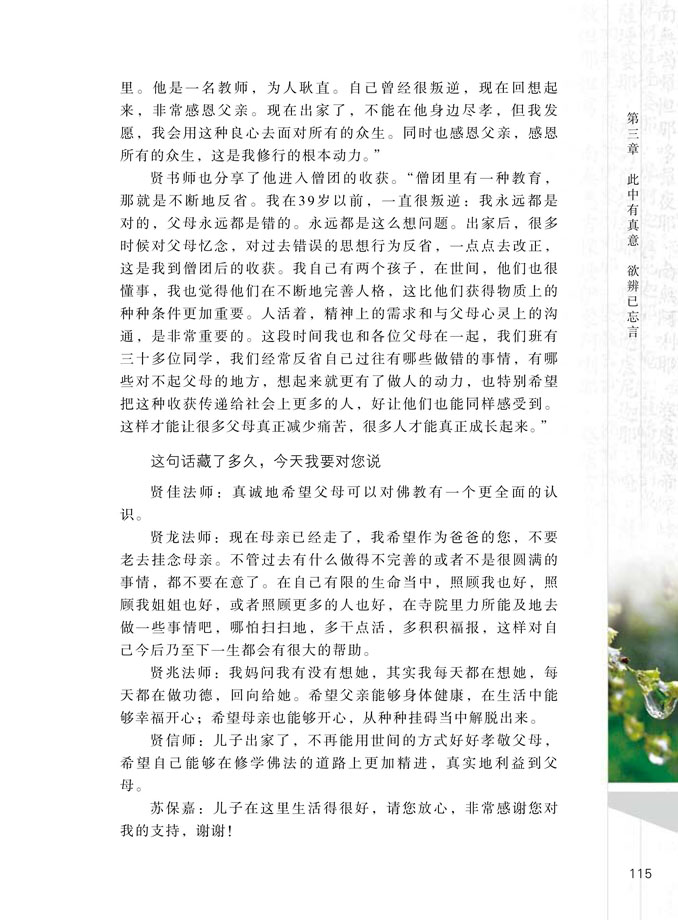 里。他是一名教师，为人耿直。自己曾经很叛逆，现在回想起
来，非常感恩父亲。现在出家了，不能在他身边尽孝，但我发
愿，我会用这种良心去面对所有的众生。同时也感恩父亲，感恩
所有的众生，这是我修行的根本动力。”
贤书师也分享了他进入僧团的收获。“僧团里有一种教育，
那就是不断地反省。我在39岁以前，一直很叛逆：我永远都是
对的，父母永远都是错的。永远都是这么想问题。出家后，很多
时候对父母忆念，对过去错误的思想行为反省，一点点去改正，
这是我到僧团后的收获。我自己有两个孩子，在世间，他们也很
懂事，我也觉得他们在不断地完善人格，这比他们获得物质上的
种种条件更加重要。人活着，精神上的需求和与父母心灵上的沟
通，是非常重要的。这段时间我也和各位父母在一起，我们班有
三十多位同学，我们经常反省自己过往有哪些做错的事情，有哪
些对不起父母的地方，想起来就更有了做人的动力，也特别希望
把这种收获传递给社会上更多的人，好让他们也能同样感受到。
这样才能让很多父母真正减少痛苦，很多人才能真正成长起来。”
这句话藏了多久，今天我要对您说
贤佳法师：真诚地希望父母可以对佛教有一个更全面的认
识。
贤龙法师：现在母亲已经走了，我希望作为爸爸的您，不要
老去挂念母亲。不管过去有什么做得不完善的或者不是很圆满的
事情，都不要在意了。在自己有限的生命当中，照顾我也好，照
顾我姐姐也好，或者照顾更多的人也好，在寺院里力所能及地去
做一些事情吧，哪怕扫扫地，多干点活，多积积福报，这样对自
己今后乃至下一生都会有很大的帮助。
贤兆法师：我妈问我有没有想她，其实我每天都在想她，每
天都在做功德，回向给她。希望父亲能够身体健康，在生活中能
够幸福开心；希望母亲也能够开心，从种种挂碍当中解脱出来。
贤信师：儿子出家了，不再能用世间的方式好好孝敬父母，
希望自己能够在修学佛法的道路上更加精进，真实地利益到父
母。
苏保嘉：儿子在这里生活得很好，请您放心，非常感谢您对
我的支持，谢谢！
第三章 此中有真意 欲辨已忘言
115